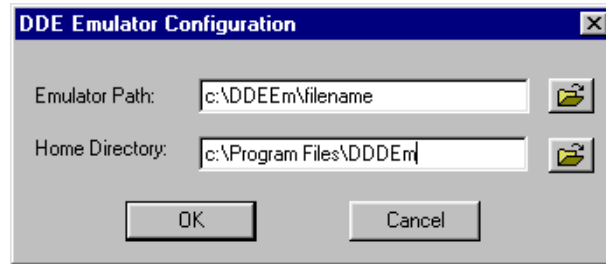 DDE Emulator Configuration
Emulator Path: c:\DDEEm\filename
Home Directory: c:\Program Files\DDDEm
OK Cancel